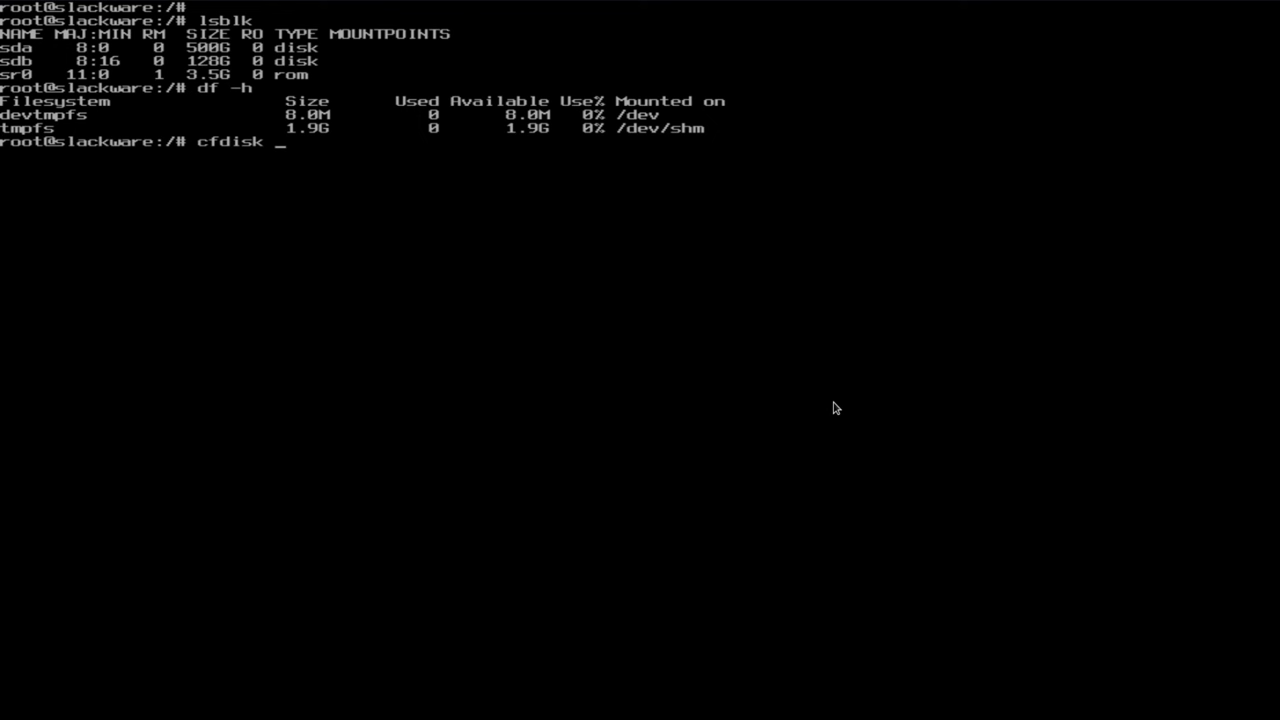 root@slackware:/#
root@slackware:/# lsblk
NAME MAJ:MIN RM  SIZE RO TYPE MOUNTPOINTS
sda    8:0    0  500G  0 disk
sdb    8:16   0  128G  0 disk
sr0   11:0    1  3.5G  0 rom
root@slackware:/# df -h
Filesystem                Size      Used Available Use% Mounted on
devtmpfs                  8.0M         0      8.0M   0% /dev
tmpfs                     1.9G         0      1.9G   0% /dev/shm
root@slackware:/# cfdisk _